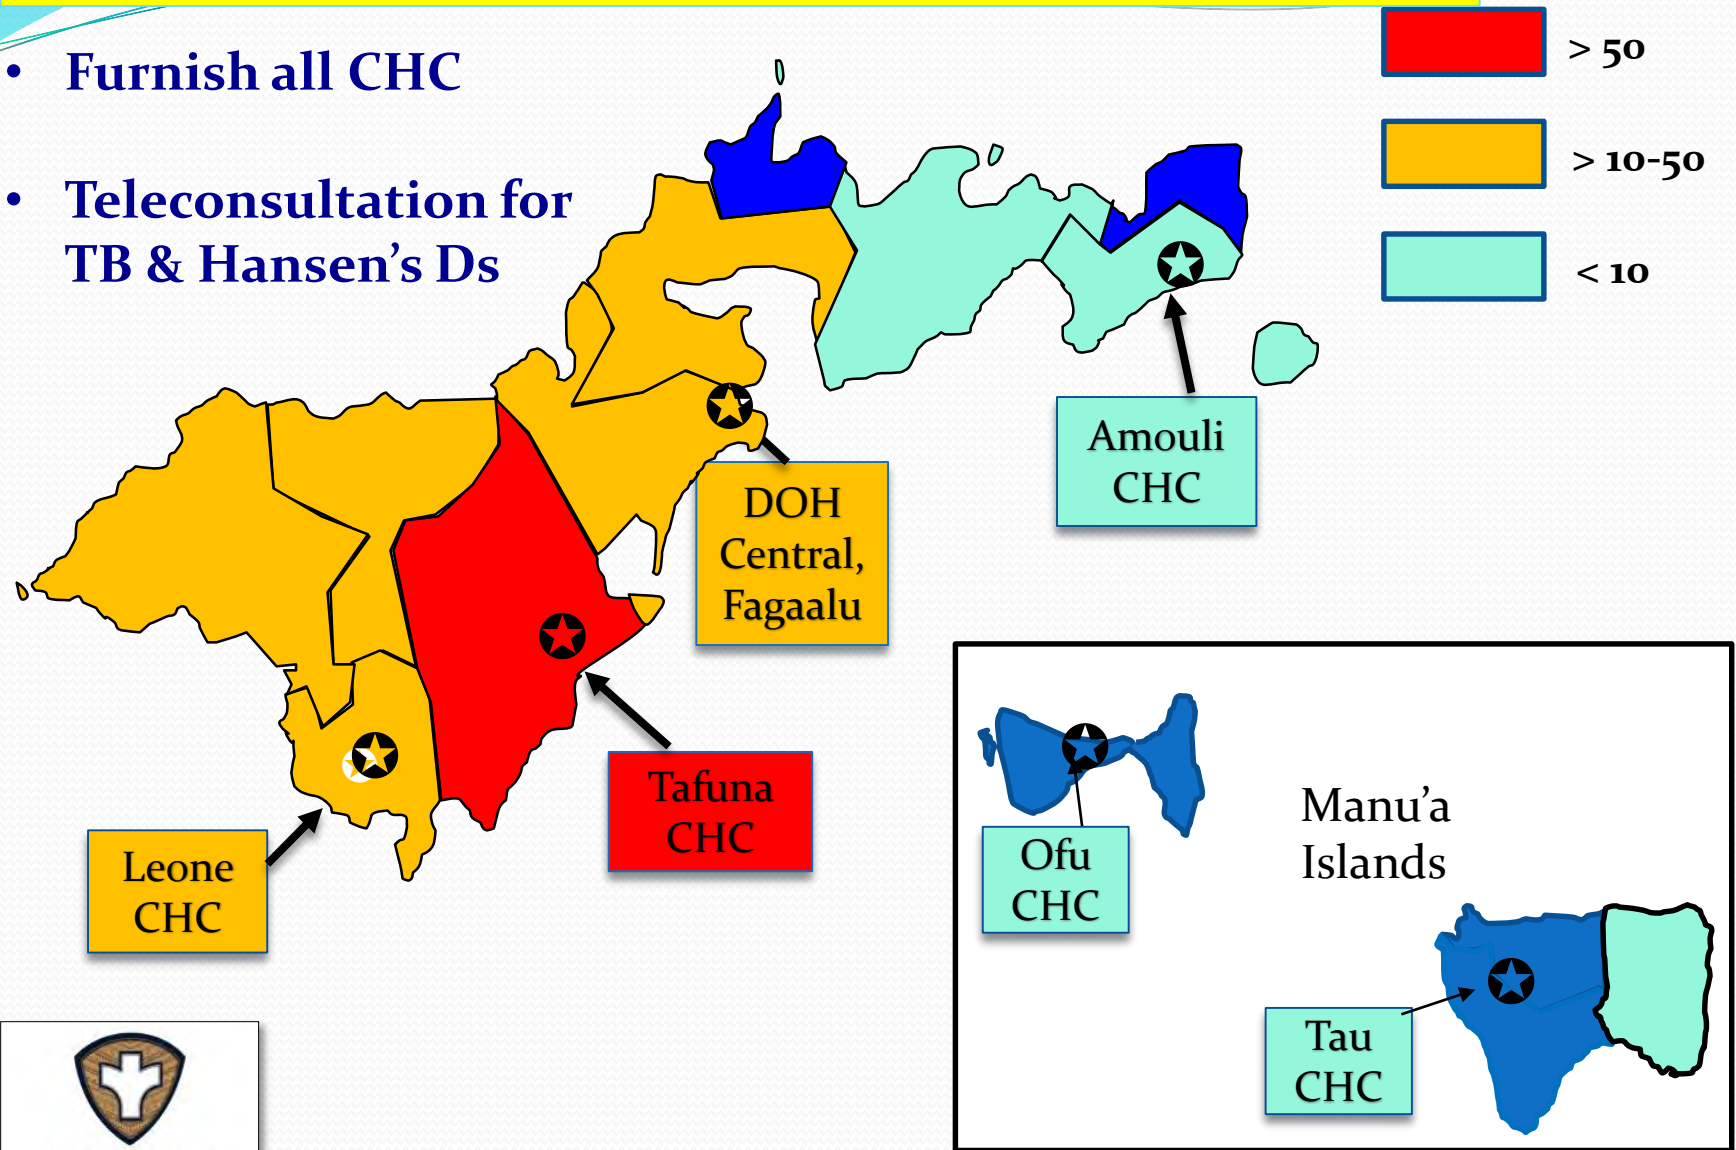 • Furnish all CHC
• Teleconsultation for
TB & Hansen’s Ds
> 50
> 10-50
< 10
Amouli
CHC
DOH
Central,
Fagaalu
Tafuna
CHC
Leone
CHC
Manu’a
Islands
Ofu
CHC
Tau
CHC